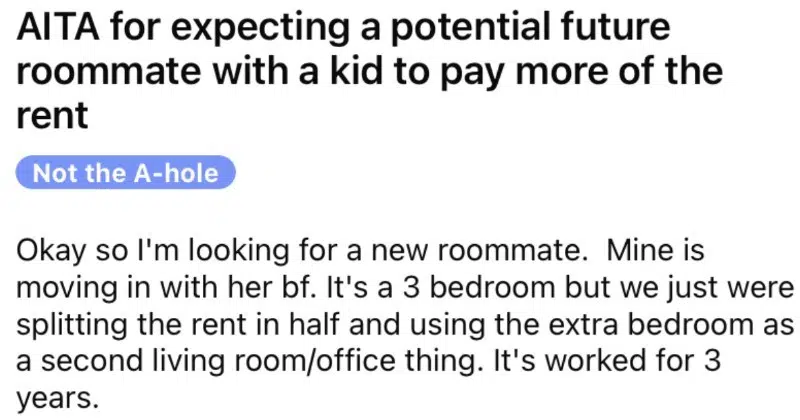 AITA for expecting a potential future
roommate with a kid to pay more of the
rent
Not the A-hole
Okay so I'm looking for a new roommate.  Mine is
moving in with her bf. It's a 3 bedroom but we just were
splitting the rent in half and using the extra bedroom as
a second living room/office thing. It's worked for 3
years.